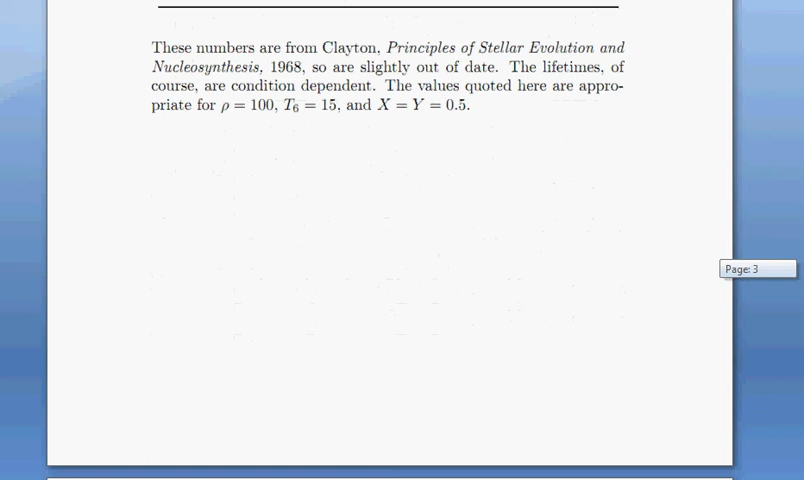 These numbers are from Clayton, Principles of Stellar Evolution and
Nucleosynthesis, 1968, so are slightly out of date. The lifetimes, of
course, are condition dependent. The values quoted here are appro-
priate for ρ = 100, T₆ = 15, and X = Y = 0.5.
Page: 3